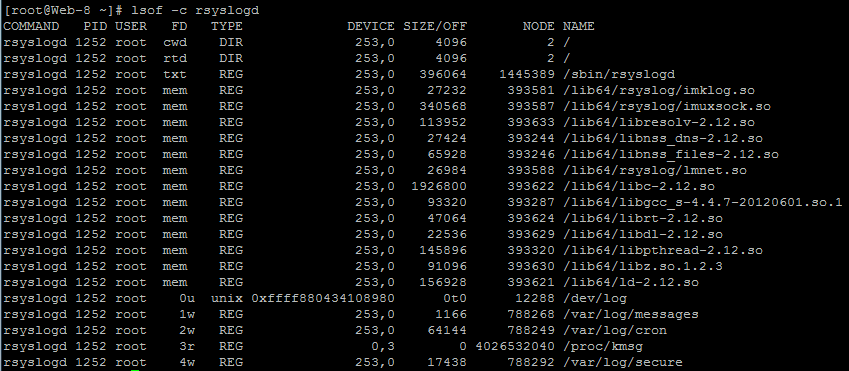 [root@Web-8 ~]# lsof -c rsyslogd
COMMAND PID USER FD TYPE DEVICE SIZE/OFF NODE NAME
rsyslogd 1252 root cwd DIR 253,0 4096 2 /
rsyslogd 1252 root rtd DIR 253,0 4096 2 /
rsyslogd 1252 root txt REG 253,0 396064 1445389 /sbin/rsyslogd
rsyslogd 1252 root mem REG 253,0 27232 393581 /lib64/rsyslog/imklog.so
rsyslogd 1252 root mem REG 253,0 340568 393587 /lib64/rsyslog/imuxsock.so
rsyslogd 1252 root mem REG 253,0 113952 393633 /lib64/libresolv-2.12.so
rsyslogd 1252 root mem REG 253,0 27424 393244 /lib64/libnss_dns-2.12.so
rsyslogd 1252 root mem REG 253,0 65928 393246 /lib64/libnss_files-2.12.so
rsyslogd 1252 root mem REG 253,0 26984 393588 /lib64/rsyslog/lmnet.so
rsyslogd 1252 root mem REG 253,0 1926800 393622 /lib64/libc-2.12.so
rsyslogd 1252 root mem REG 253,0 93320 393287 /lib64/libgcc_s-4.4.7-20120601.so.1
rsyslogd 1252 root mem REG 253,0 47064 393624 /lib64/librt-2.12.so
rsyslogd 1252 root mem REG 253,0 22536 393629 /lib64/libdl-2.12.so
rsyslogd 1252 root mem REG 253,0 145896 393320 /lib64/libpthread-2.12.so
rsyslogd 1252 root mem REG 253,0 91096 393630 /lib64/libz.so.1.2.3
rsyslogd 1252 root mem REG 253,0 156928 393621 /lib64/ld-2.12.so
rsyslogd 1252 root 0u unix 0xffff880434108980 0t0 12288 /dev/log
rsyslogd 1252 root 1w REG 253,0 1166 788268 /var/log/messages
rsyslogd 1252 root 2w REG 253,0 64144 788249 /var/log/cron
rsyslogd 1252 root 3r REG 0,3 0 4026532040 /proc/kmsg
rsyslogd 1252 root 4w REG 253,0 17438 788292 /var/log/secure